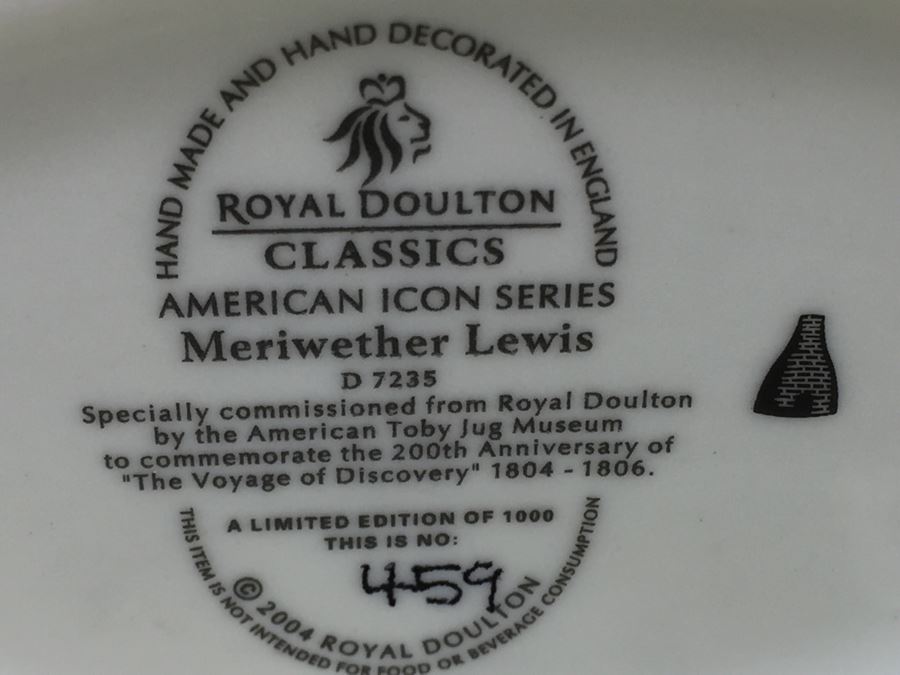 HAND MADE AND HAND DECORATED IN ENGLAND
ROYAL DOULTON
CLASSICS
AMERICAN ICON SERIES
Meriwether Lewis
D 7235
Specially commissioned from Royal Doulton
by the American Toby Jug Museum
to commemorate the 200th Anniversary of
"The Voyage of Discovery" 1804 - 1806.
A LIMITED EDITION OF 1000
THIS IS NO:
459
© 2004 ROYAL DOULTON
THIS ITEM IS NOT INTENDED FOR FOOD OR BEVERAGE CONSUMPTION